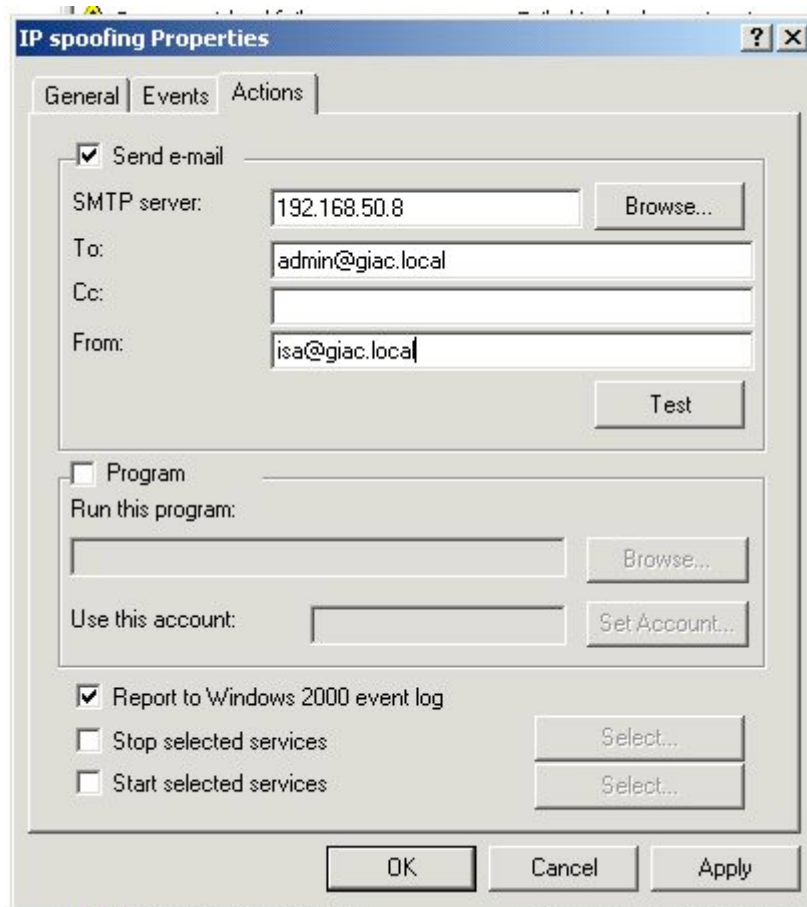 IP spoofing Properties
General Events Actions
Send e-mail
SMTP server: 192.168.50.8 Browse...
To: admin@giac.local
Cc:
From: isa@giac.local
Test
Program
Run this program:
Browse...
Use this account: Set Account...
Report to Windows 2000 event log
Stop selected services Select...
Start selected services Select...
OK Cancel Apply